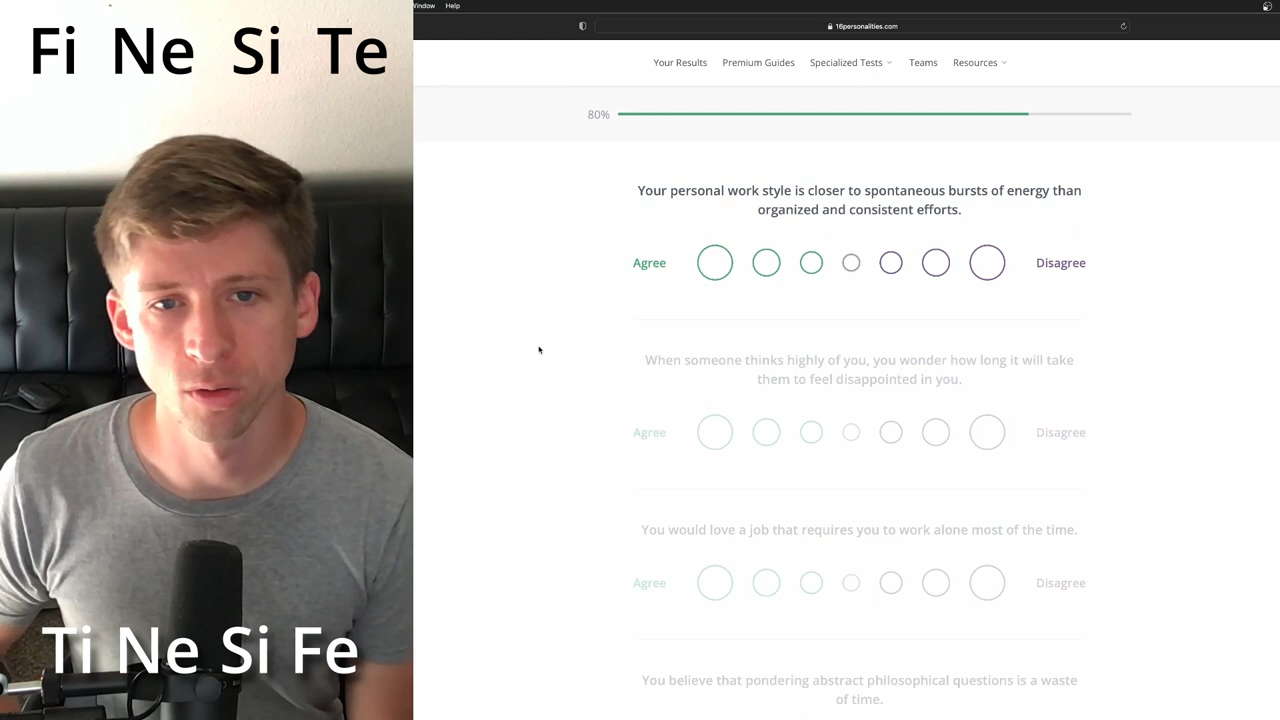 Fi Ne Si Te
Ti Ne Si Fe
Window Help
16personalities.com
Your Results Premium Guides Specialized Tests Teams Resources
80%
Your personal work style is closer to spontaneous bursts of energy than
organized and consistent efforts.
Agree Disagree
When someone thinks highly of you, you wonder how long it will take
them to feel disappointed in you.
Agree Disagree
You would love a job that requires you to work alone most of the time.
Agree Disagree
You believe that pondering abstract philosophical questions is a waste
of time.